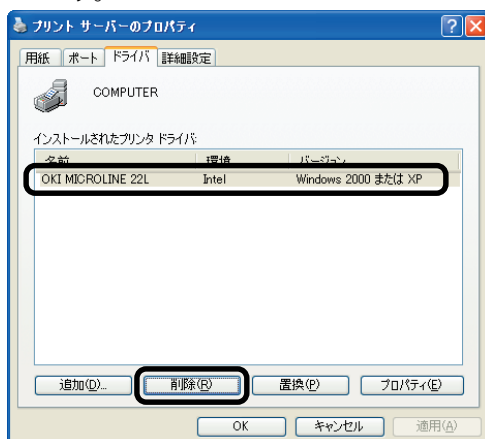 プリント サーバーのプロパティ
用紙 ポート ドライバ 詳細設定
COMPUTER
インストールされたプリンタ ドライバ:
名前 環境 バージョン
OKI MICROLINE 22L Intel Windows 2000 または XP
追加(D)... 削除(R) 置換(P) プロパティ(E)
OK キャンセル 適用(A)